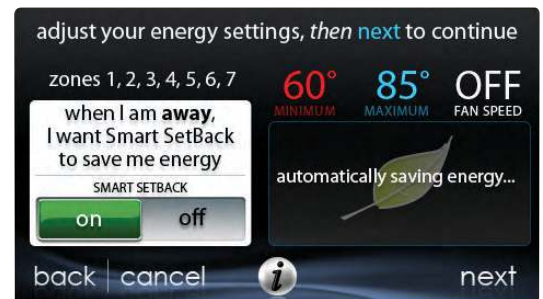 adjust your energy settings, then next to continue
zones 1, 2, 3, 4, 5, 6, 7
60° 85° OFF
MINIMUM MAXIMUM FAN SPEED
when I am away,
I want Smart SetBack
to save me energy
SMART SETBACK
on off
automatically saving energy...
back cancel i next